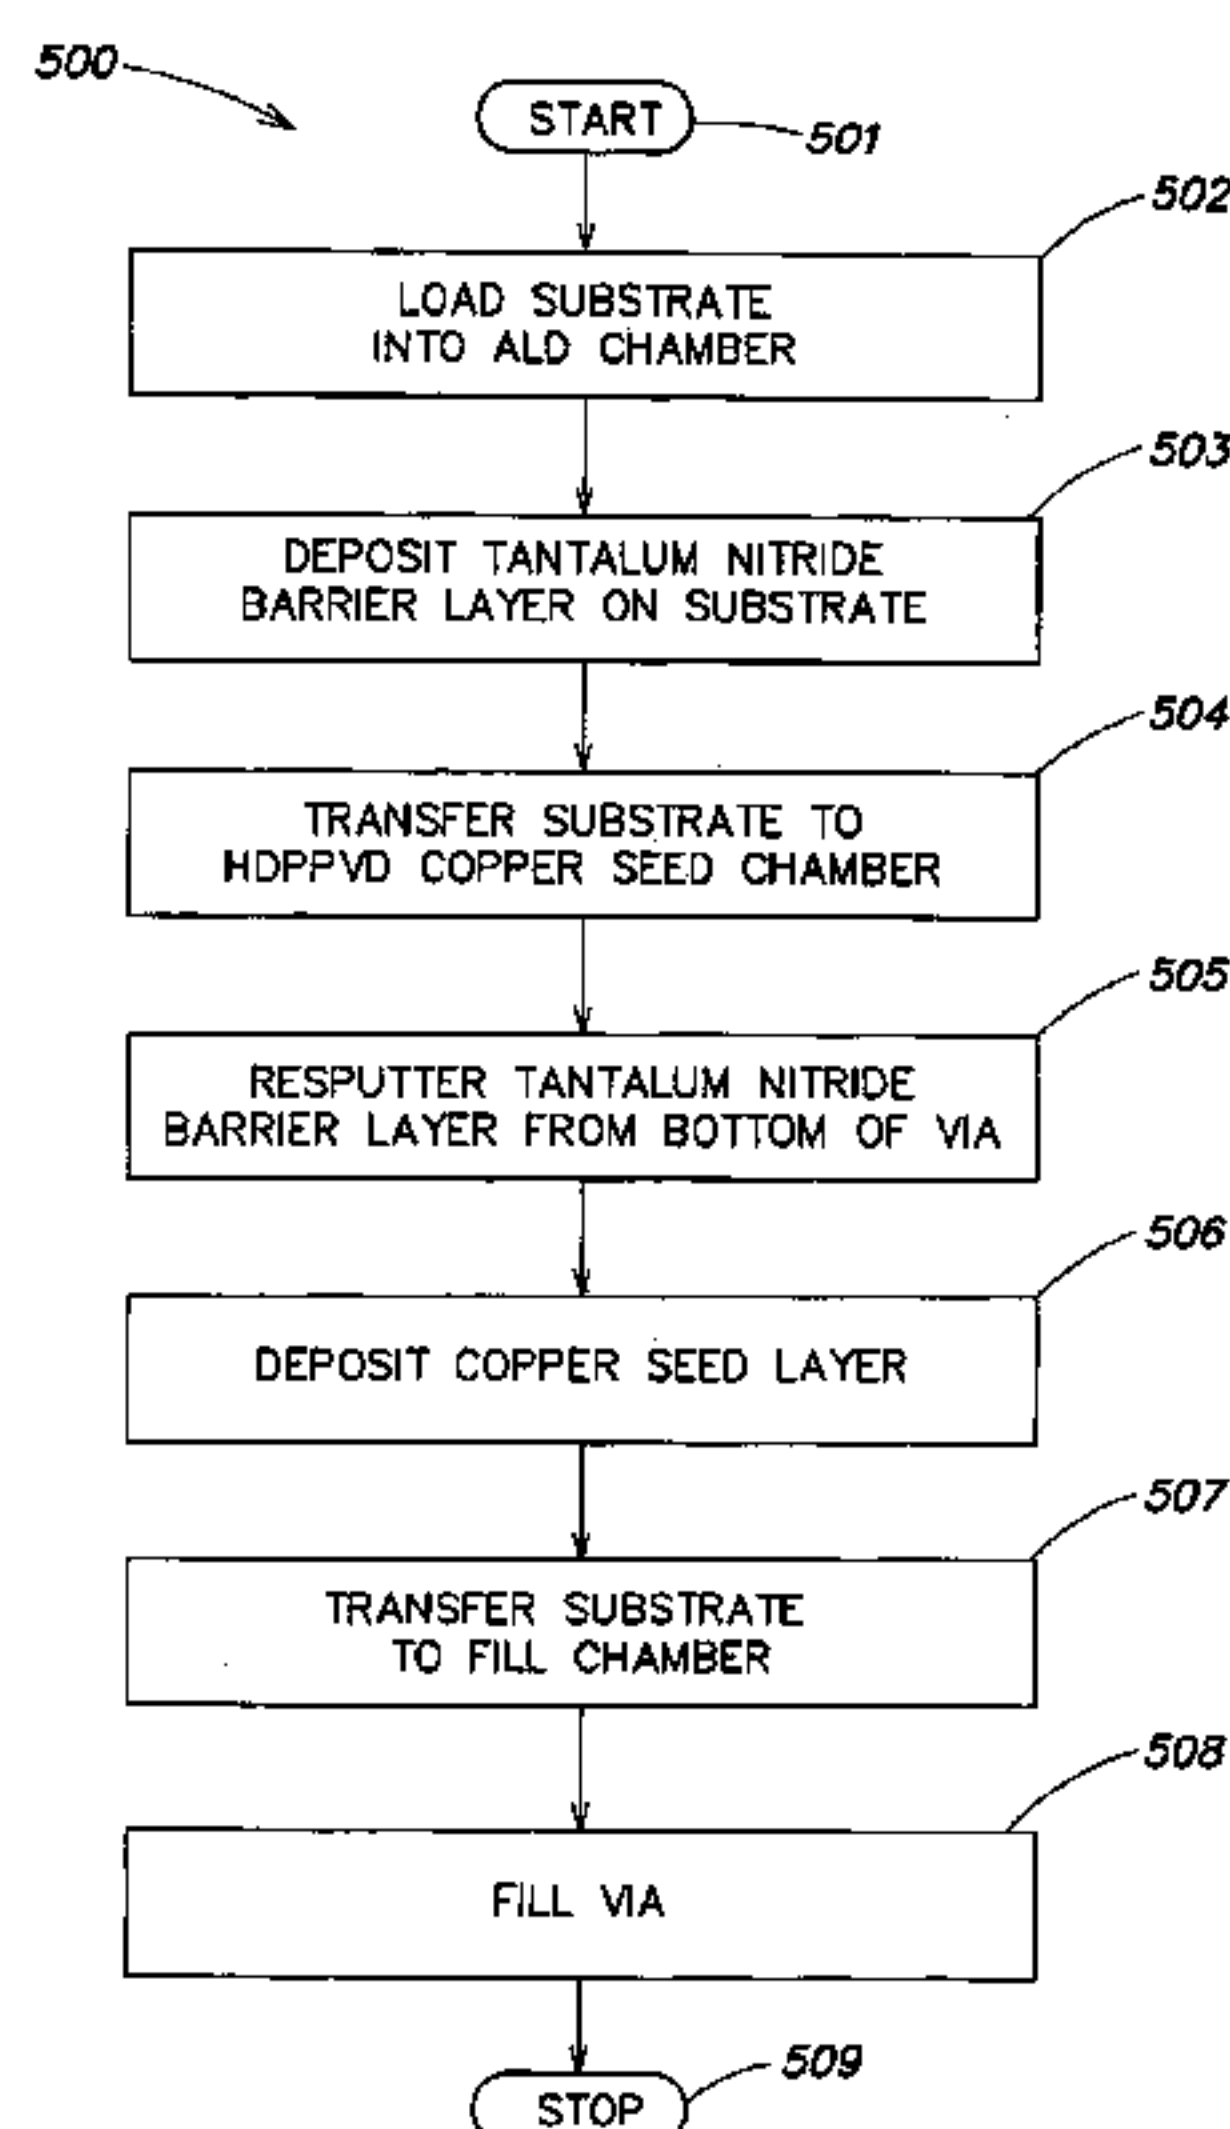 500
START
501
502
LOAD SUBSTRATE
INTO ALD CHAMBER
503
DEPOSIT TANTALUM NITRIDE
BARRIER LAYER ON SUBSTRATE
504
TRANSFER SUBSTRATE TO
HDPPVD COPPER SEED CHAMBER
505
RESPUTTER TANTALUM NITRIDE
BARRIER LAYER FROM BOTTOM OF VIA
506
DEPOSIT COPPER SEED LAYER
507
TRANSFER SUBSTRATE
TO FILL CHAMBER
508
FILL VIA
509
STOP